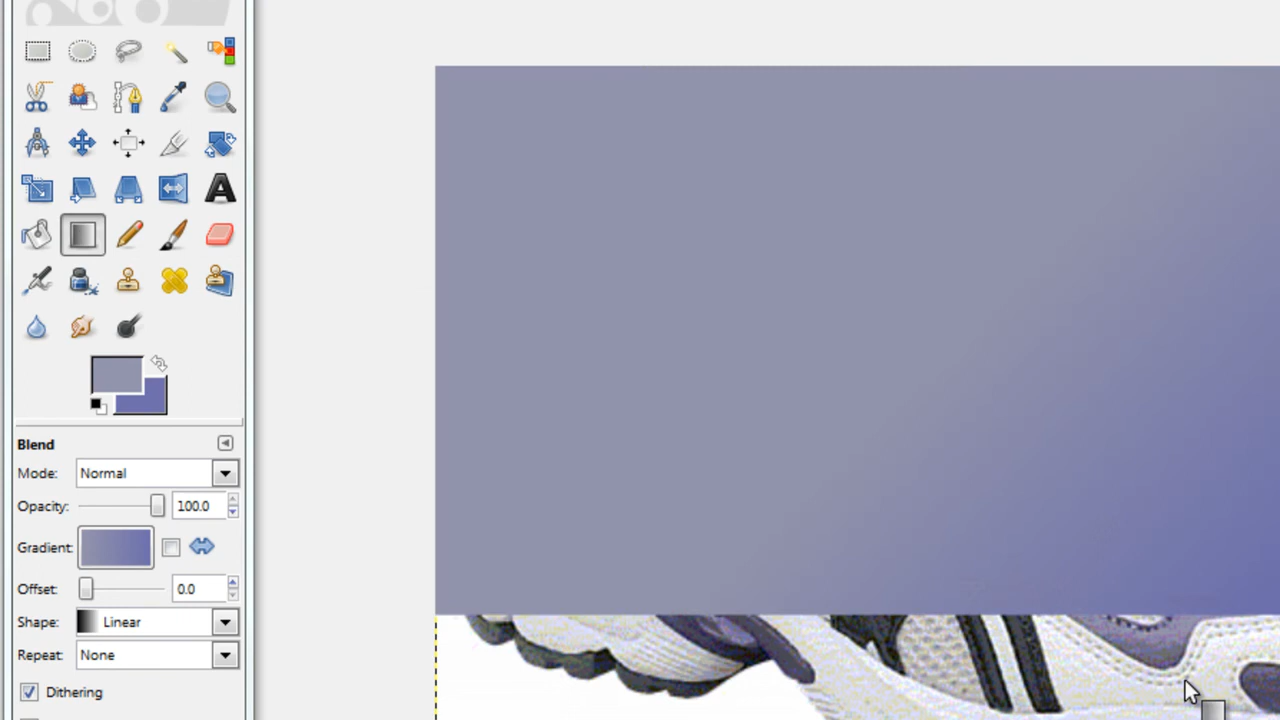 Blend
Mode: Normal
Opacity: 100.0
Gradient:
Offset: 0.0
Shape: Linear
Repeat: None
Dithering